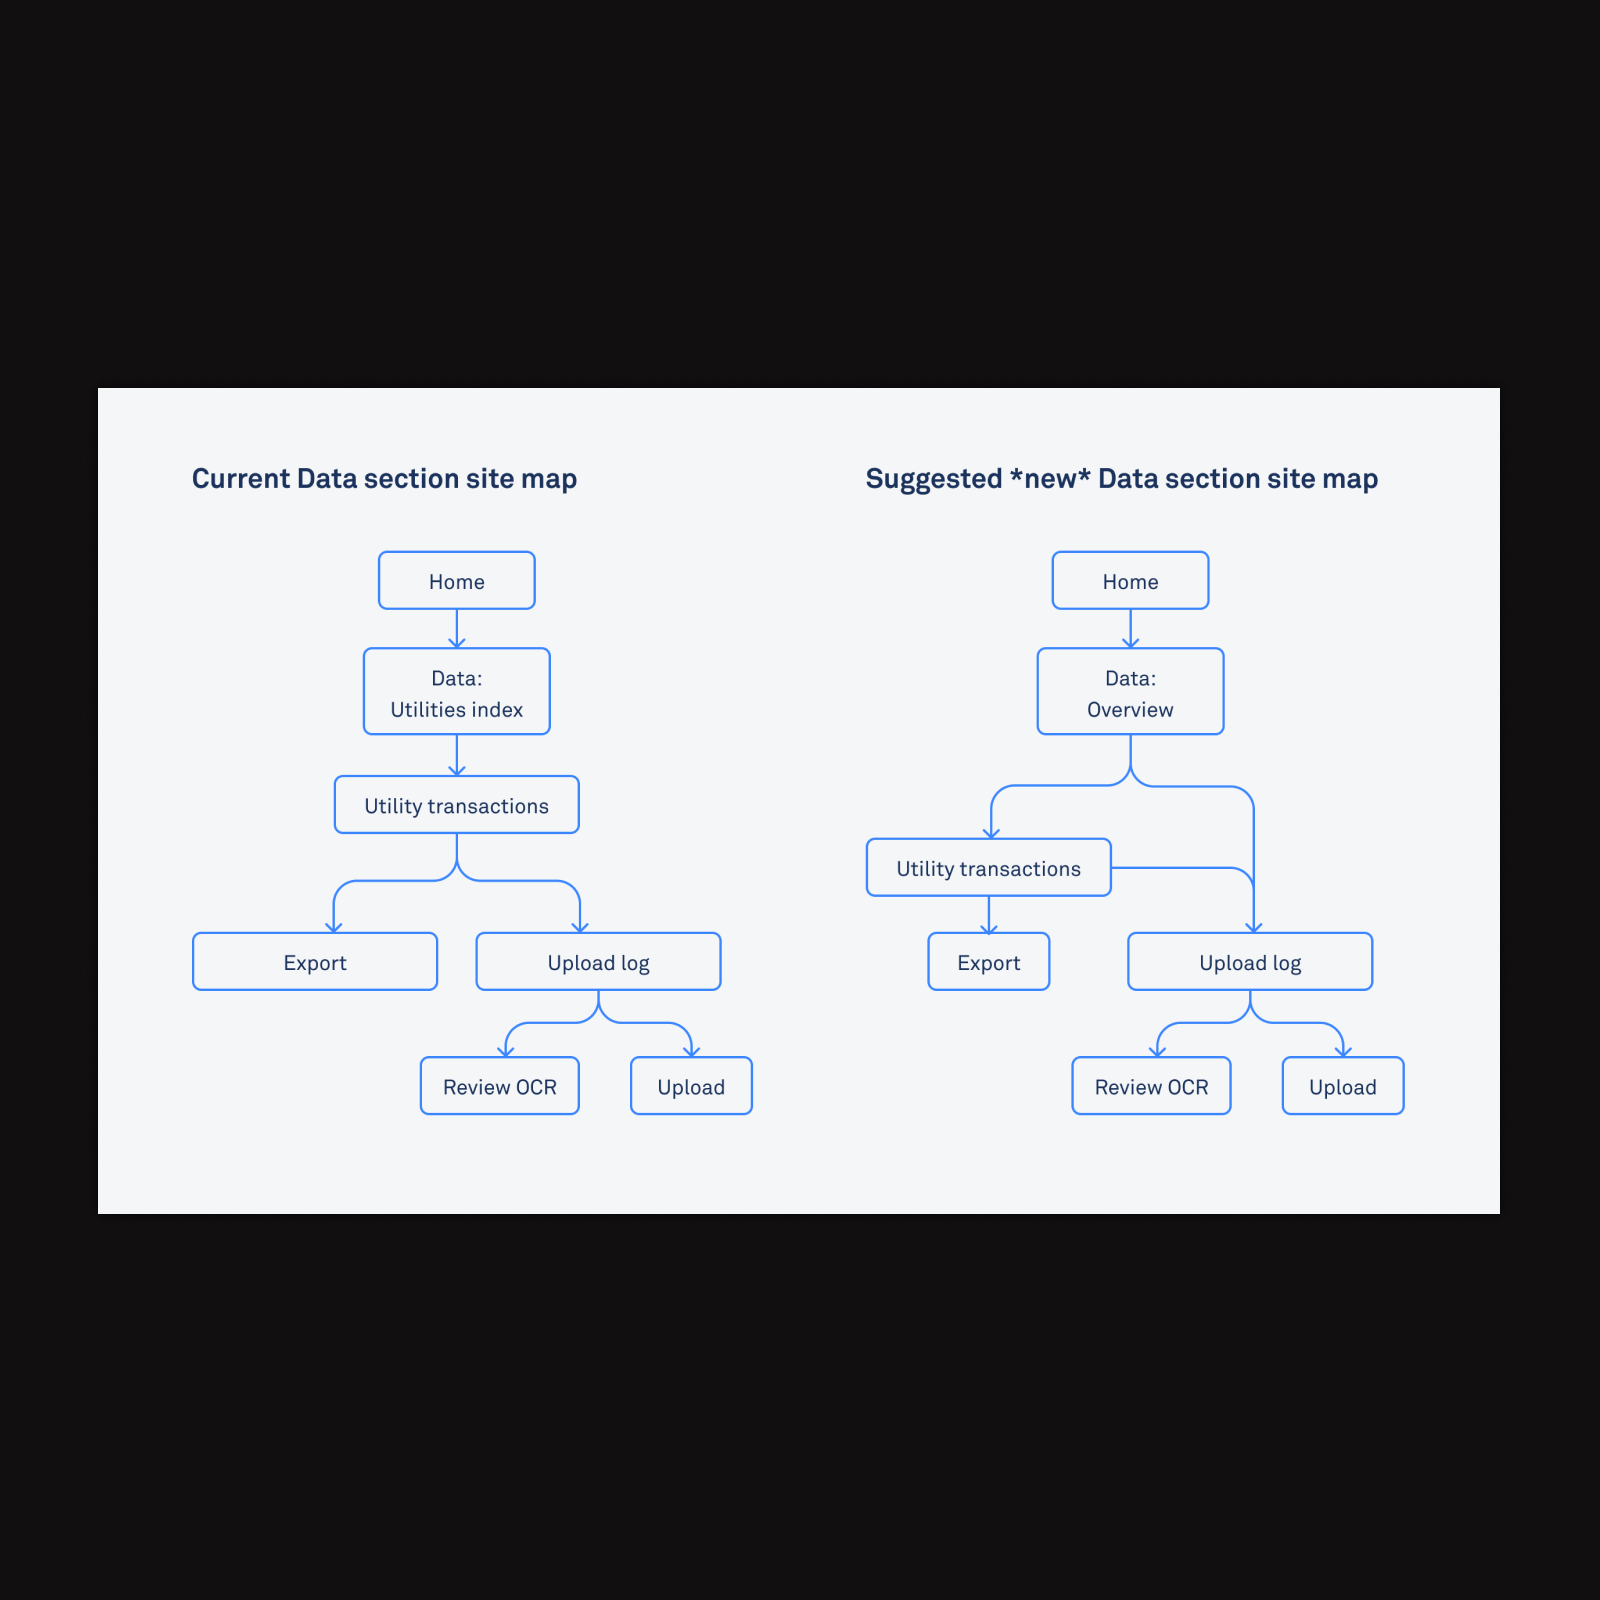 Current Data section site map
Home
Data:
Utilities index
Utility transactions
Export
Upload log
Review OCR
Upload
Suggested *new* Data section site map
Home
Data:
Overview
Utility transactions
Export
Upload log
Review OCR
Upload